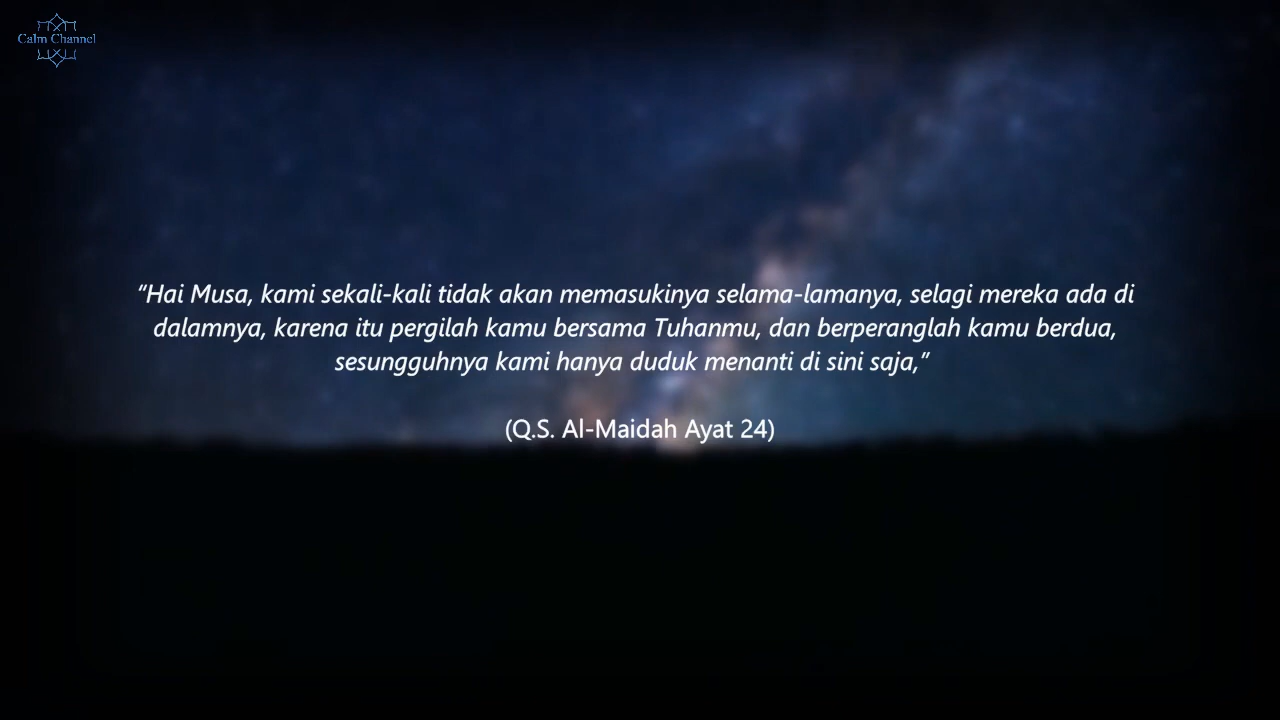 Calm Channel
“Hai Musa, kami sekali-kali tidak akan memasukinya selama-lamanya, selagi mereka ada di
dalamnya, karena itu pergilah kamu bersama Tuhanmu, dan berperanglah kamu berdua,
sesungguhnya kami hanya duduk menanti di sini saja,”
(Q.S. Al-Maidah Ayat 24)